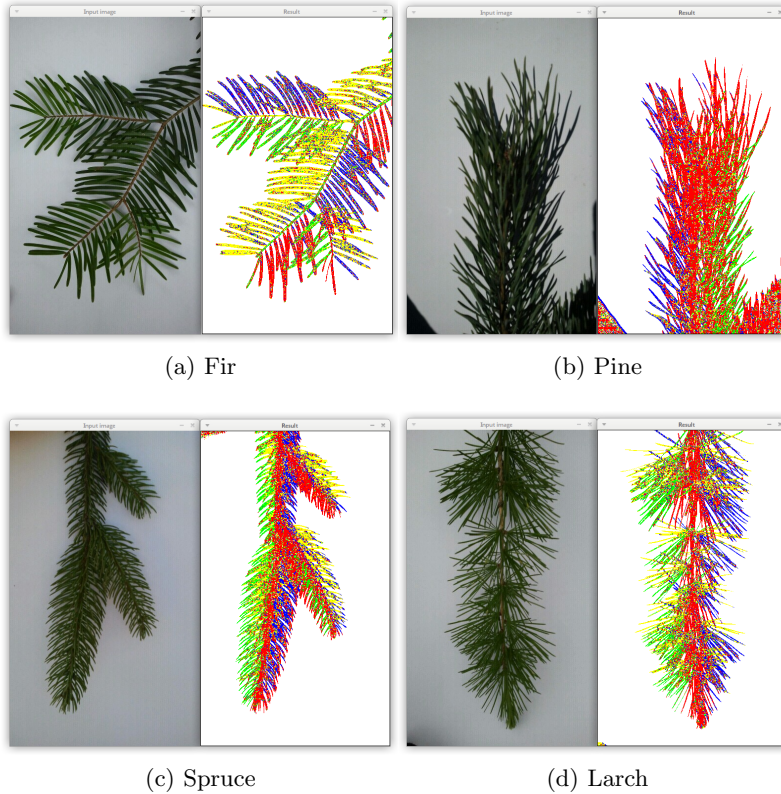 Input image
Result
Input image
Result
(a) Fir
(b) Pine
Input image
Result
Input image
Result
(c) Spruce
(d) Larch